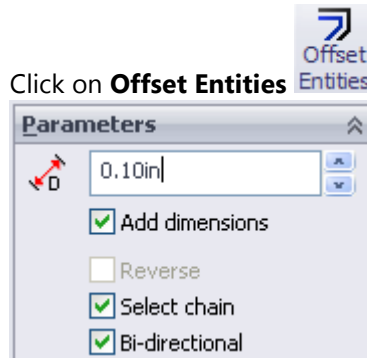 Offset
Click on Offset Entities Entities
Parameters
D 0.10in
Add dimensions
Reverse
Select chain
Bi-directional